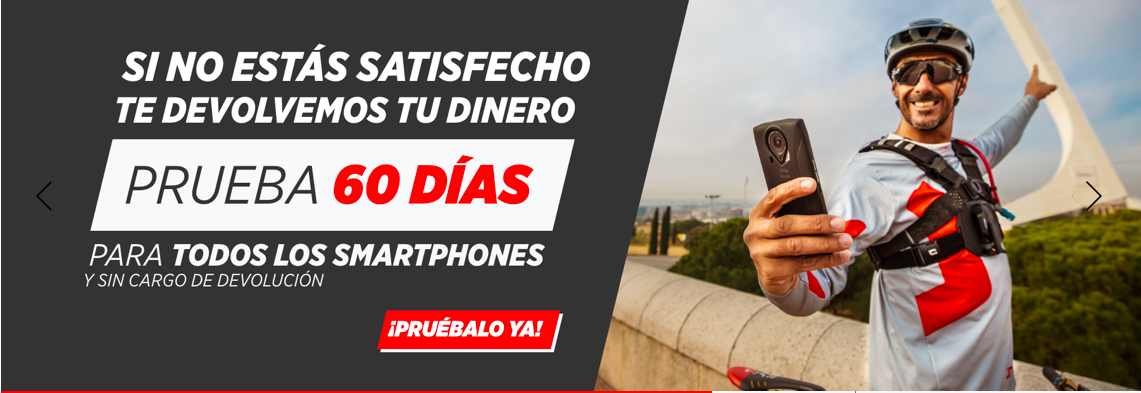 SI NO ESTÁS SATISFECHO
TE DEVOLVEMOS TU DINERO
PRUEBA 60 DÍAS
PARA TODOS LOS SMARTPHONES
Y SIN CARGO DE DEVOLUCIÓN
¡PRUÉBALO YA!